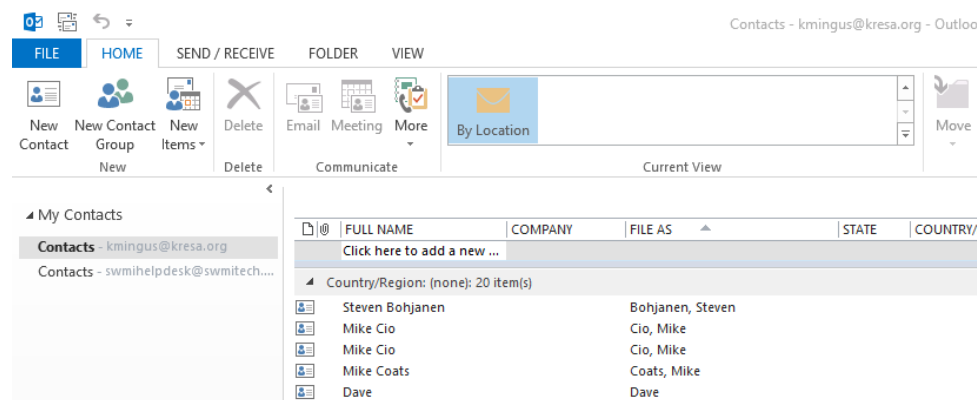 Contacts - kmingus@kresa.org - Outloo
FILE HOME SEND / RECEIVE FOLDER VIEW
New Contact
New Contact Group
New Items
Delete
Email
Meeting
More
By Location
Move
New Delete Communicate Current View
My Contacts
Contacts - kmingus@kresa.org
Contacts - swmihelpdesk@swmitech....
FULL NAME COMPANY FILE AS STATE COUNTRY/
Click here to add a new ...
Country/Region: (none): 20 item(s)
Steven Bohjanen Bohjanen, Steven
Mike Cio Cio, Mike
Mike Cio Cio, Mike
Mike Coats Coats, Mike
Dave Dave